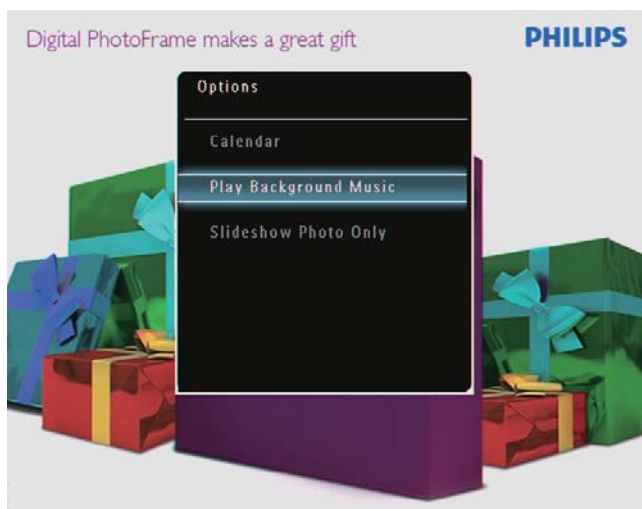 Digital PhotoFrame makes a great gift
PHILIPS
Options
Calendar
Play Background Music
Slideshow Photo Only